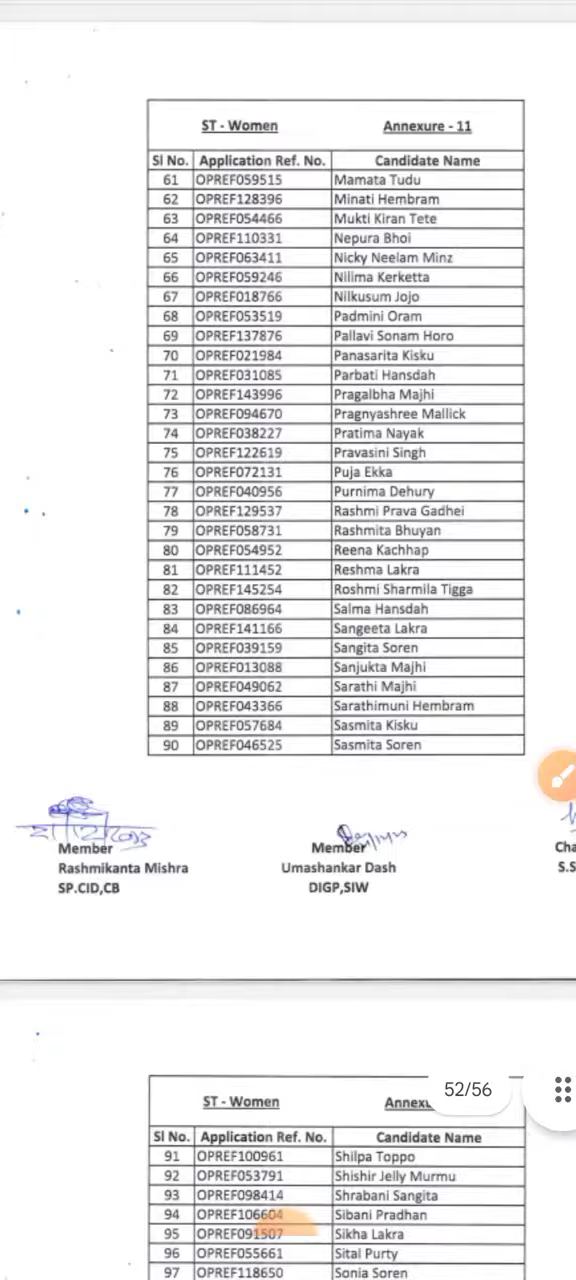 ST - Women Annexure - 11
Sl No. Application Ref. No. Candidate Name
61 OPREF059515 Mamata Tudu
62 OPREF128396 Minati Hembram
63 OPREF054466 Mukti Kiran Tete
64 OPREF110331 Nepura Bhoi
65 OPREF063411 Nicky Neelam Minz
66 OPREF059246 Nilima Kerketta
67 OPREF018766 Nilkusum Jojo
68 OPREF053519 Padmini Oram
69 OPREF137876 Pallavi Sonam Horo
70 OPREF021984 Panasarita Kisku
71 OPREF031085 Parbati Hansdah
72 OPREF143996 Pragalbha Majhi
73 OPREF094670 Pragnyashree Mallick
74 OPREF038227 Pratima Nayak
75 OPREF122619 Pravasini Singh
76 OPREF072131 Puja Ekka
77 OPREF040956 Purnima Dehury
78 OPREF129537 Rashmi Prava Gadhei
79 OPREF058731 Rashmita Bhuyan
80 OPREF054952 Reena Kachhap
81 OPREF111452 Reshma Lakra
82 OPREF145254 Roshmi Sharmila Tigga
83 OPREF086964 Salma Hansdah
84 OPREF141166 Sangeeta Lakra
85 OPREF039159 Sangita Soren
86 OPREF013088 Sanjukta Majhi
87 OPREF049062 Sarathi Majhi
88 OPREF043366 Sarathimuni Hembram
89 OPREF057684 Sasmita Kisku
90 OPREF046525 Sasmita Soren
Member Member Cha
Rashmikanta Mishra Umashankar Dash S.S
SP.CID,CB DIGP,SIW
52/56
ST - Women Annexu
Sl No. Application Ref. No. Candidate Name
91 OPREF100961 Shilpa Toppo
92 OPREF053791 Shishir Jelly Murmu
93 OPREF098414 Shrabani Sangita
94 OPREF106604 Sibani Pradhan
95 OPREF091507 Sikha Lakra
96 OPREF055661 Sital Purty
97 OPREF118650 Sonia Soren